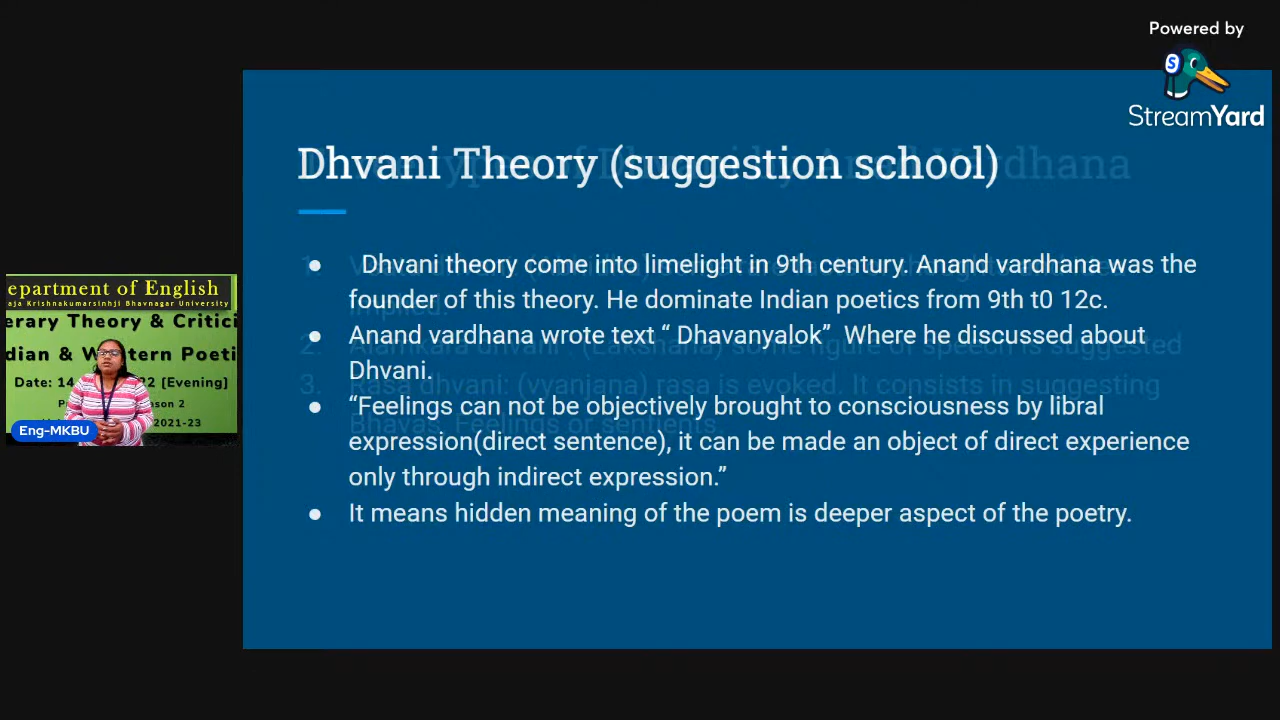 Powered by
StreamYard
Dhvani Theory (suggestion school)
● Dhvani theory come into limelight in 9th century. Anand vardhana was the
founder of this theory. He dominate Indian poetics from 9th t0 12c.
● Anand vardhana wrote text “ Dhavanyalok” Where he discussed about
Dhvani.
● “Feelings can not be objectively brought to consciousness by libral
expression(direct sentence), it can be made an object of direct experience
only through indirect expression.”
● It means hidden meaning of the poem is deeper aspect of the poetry.
epartment of English
aja Krishnakumarsinhji Bhavnagar University
erary Theory & Critici
dian & W tern Poeti
Date: 14 22 [Evening]
2021-23
Eng-MKBU